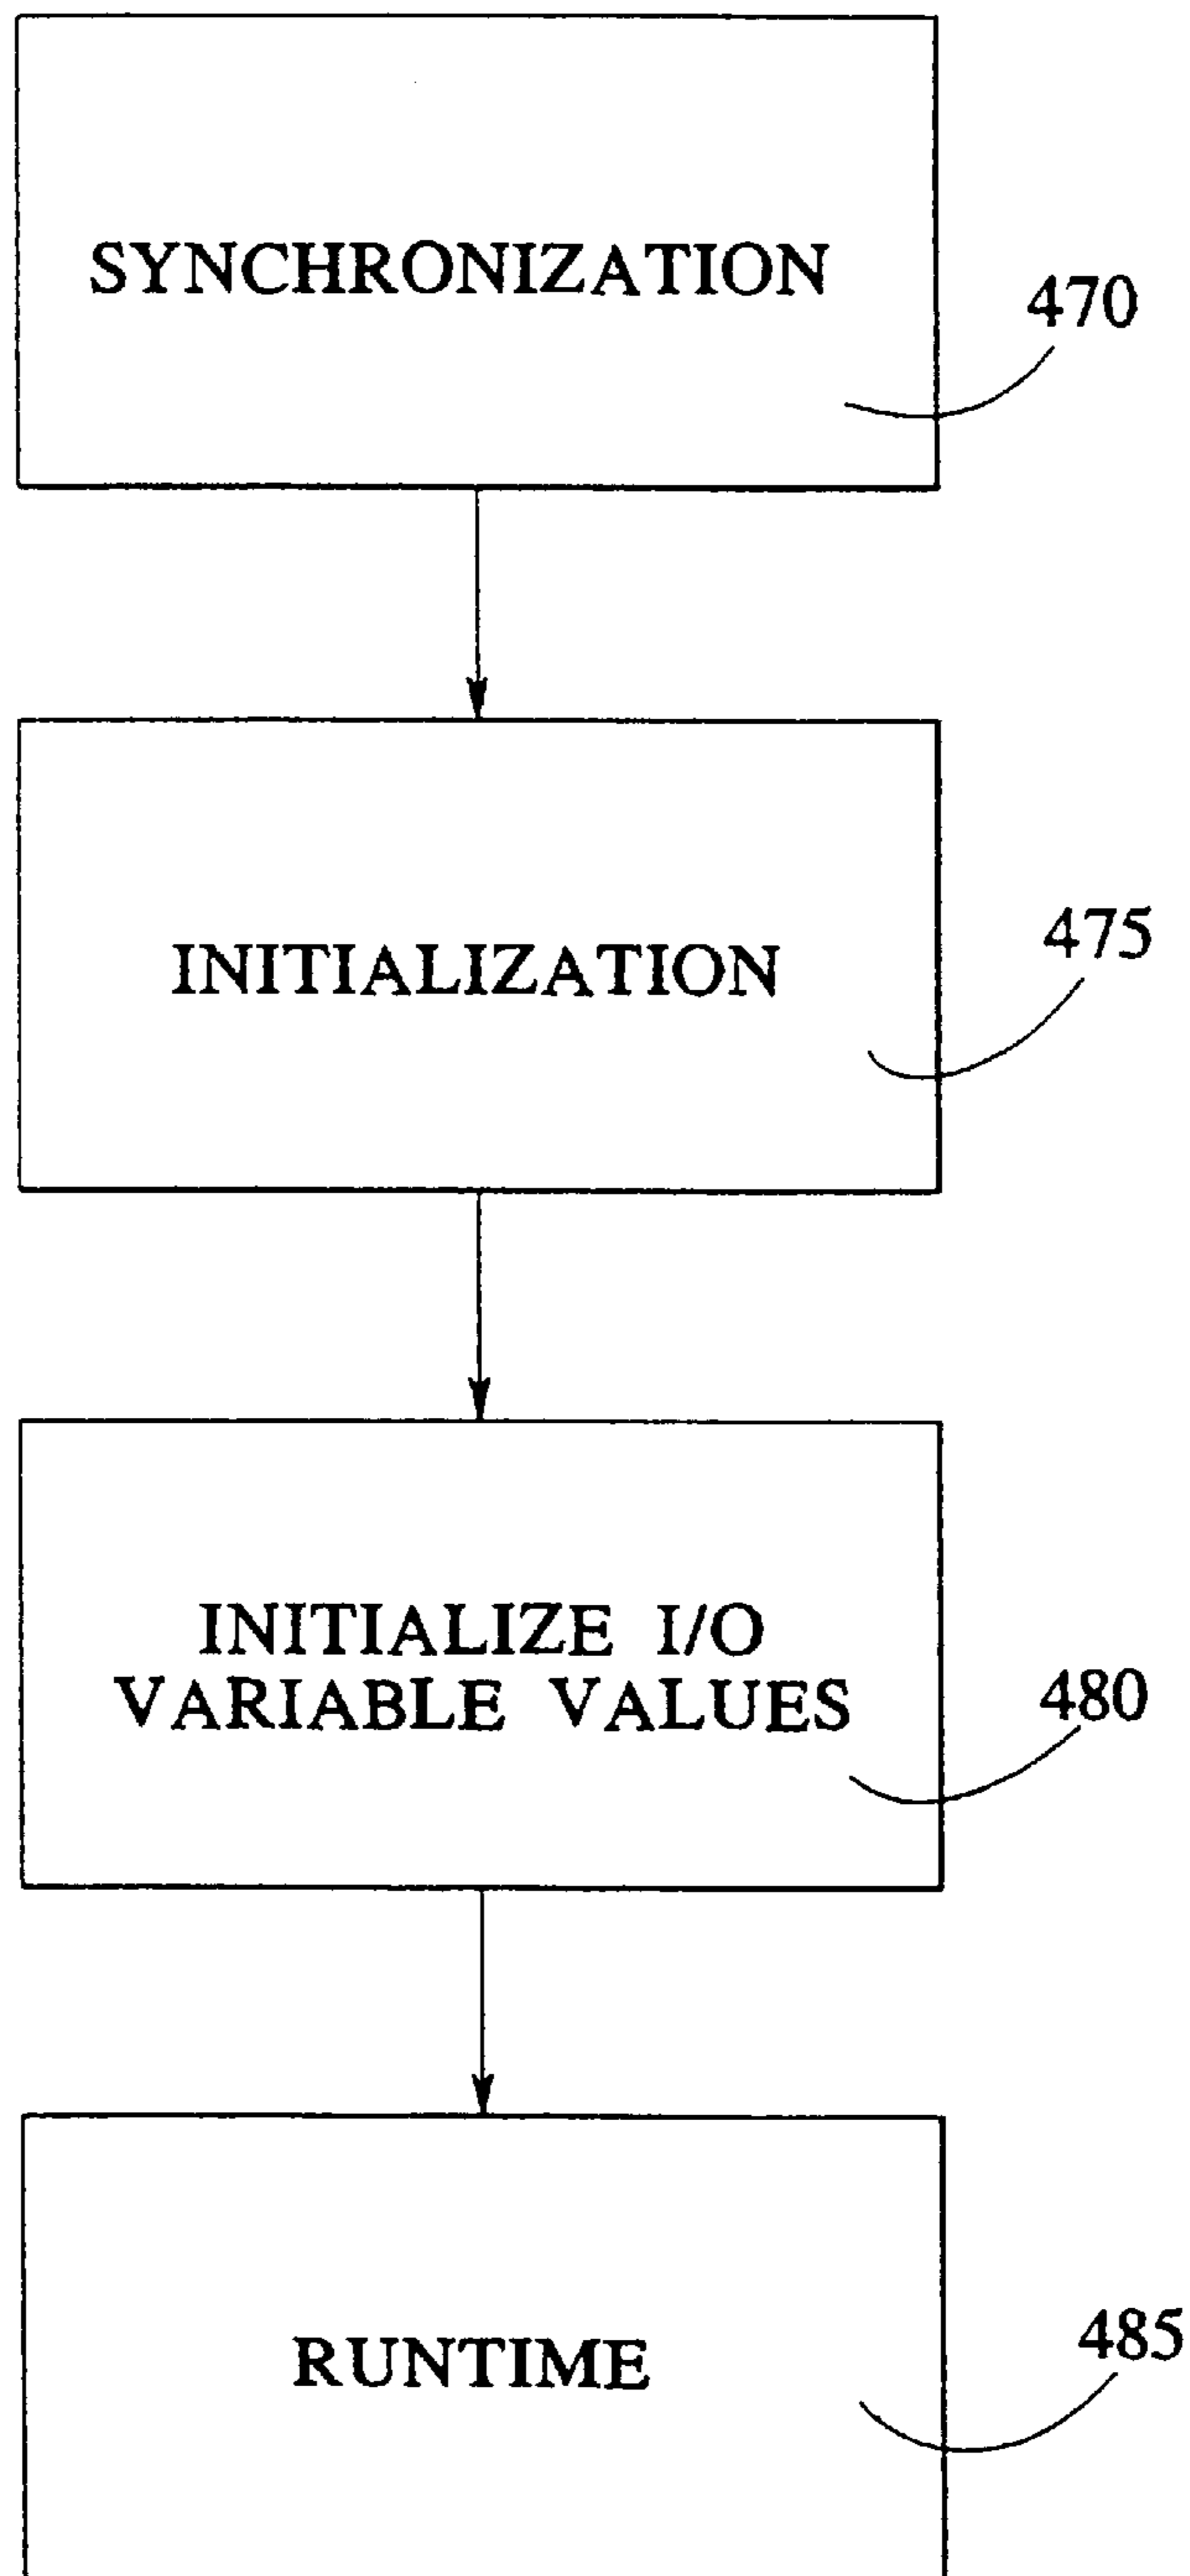 SYNCHRONIZATION
470
INITIALIZATION
475
INITIALIZE I/O
VARIABLE VALUES
480
RUNTIME
485